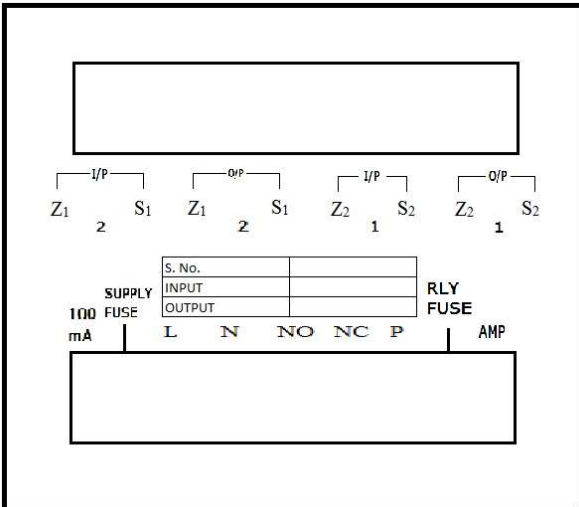 I/P O/P I/P O/P
Z1 S1 Z1 S1 Z2 S2 Z2 S2
2 2 1 1
S. No.
INPUT
OUTPUT
SUPPLY
FUSE
100
mA
RLY
FUSE
L N NO NC P
AMP